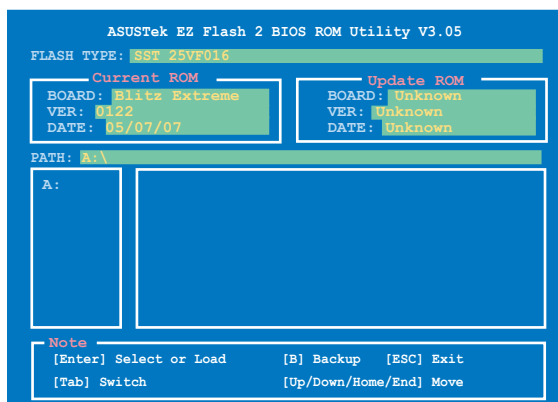 ASUSTek EZ Flash 2 BIOS ROM Utility V3.05
FLASH TYPE: SST 25VF016
Current ROM
BOARD: Blitz Extreme
VER: 0122
DATE: 05/07/07
Update ROM
BOARD: Unknown
VER: Unknown
DATE: Unknown
PATH: A:\
A:
Note
[Enter] Select or Load [B] Backup [ESC] Exit
[Tab] Switch [Up/Down/Home/End] Move